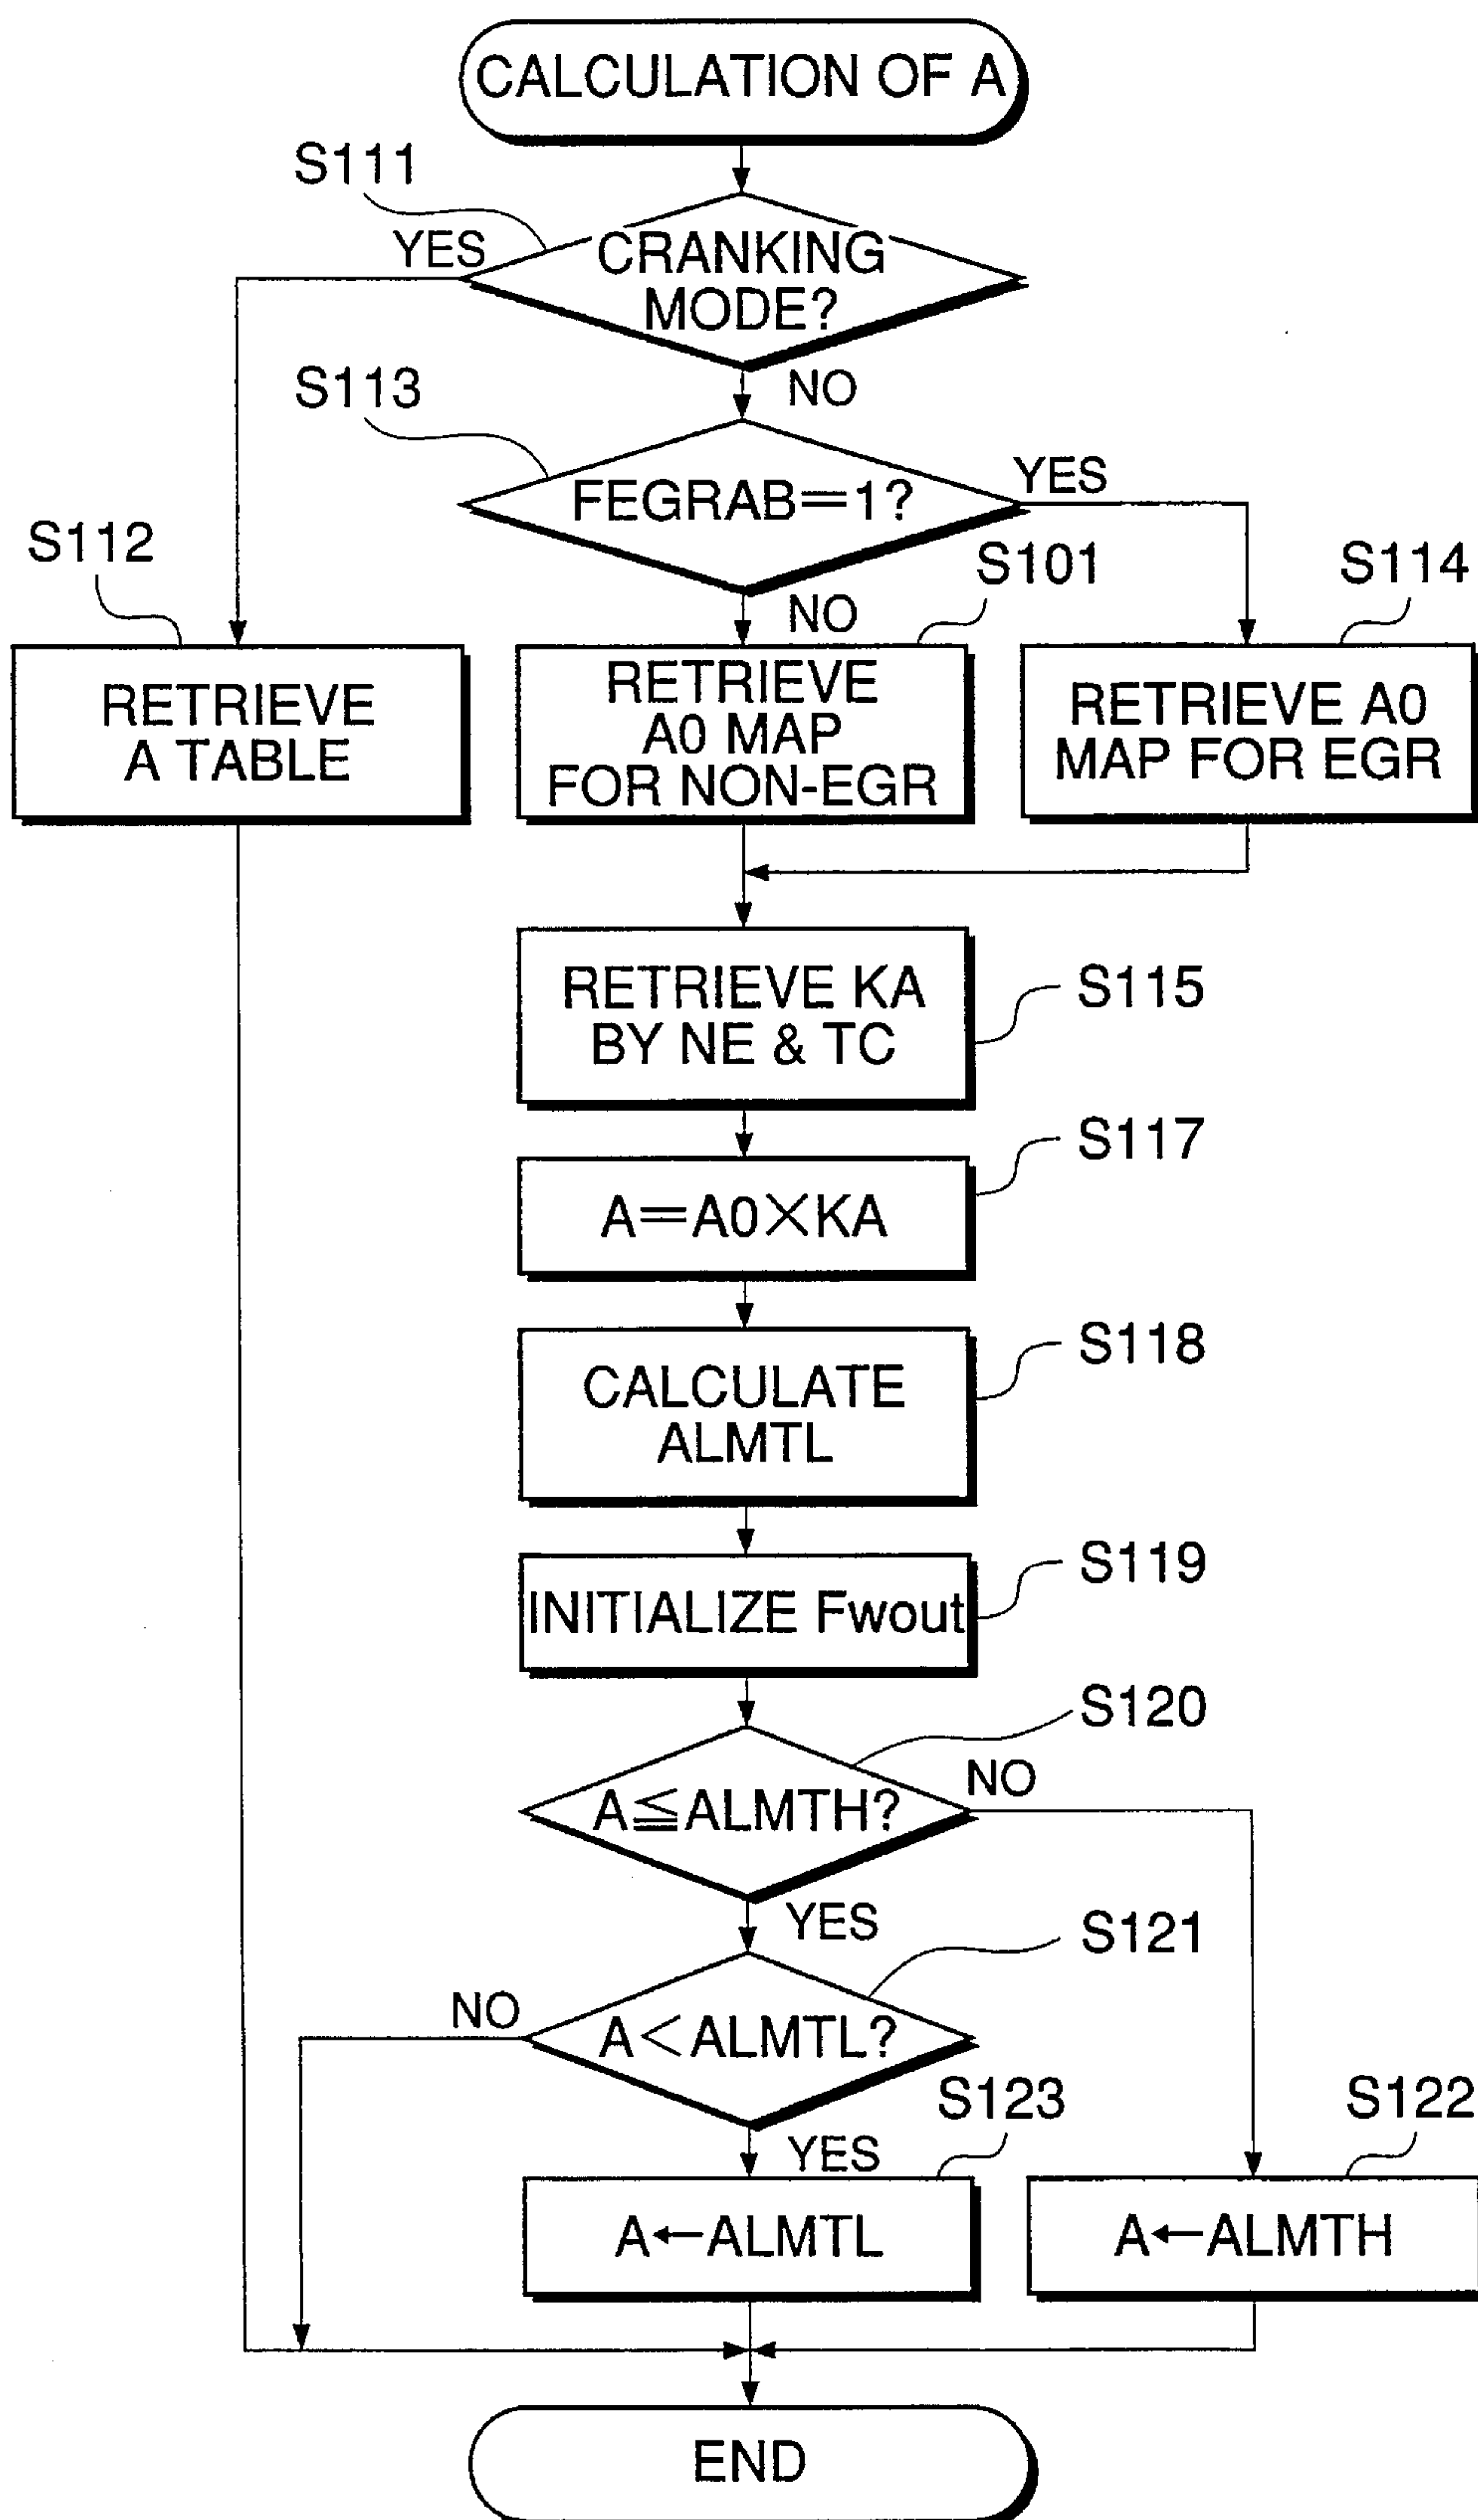 CALCULATION OF A
S111
YES
CRANKING
MODE?
NO
S113
FEGRAB=1?
YES
S112
NO
S101
S114
RETRIEVE
A TABLE
RETRIEVE
A0 MAP
FOR NON-EGR
RETRIEVE A0
MAP FOR EGR
RETRIEVE KA
BY NE & TC
S115
S117
A=A0×KA
S118
CALCULATE
ALMTL
S119
INITIALIZE Fwout
S120
A≦ALMTH?
NO
YES
S121
NO
A<ALMTL?
S123
S122
YES
A←ALMTL
A←ALMTH
END